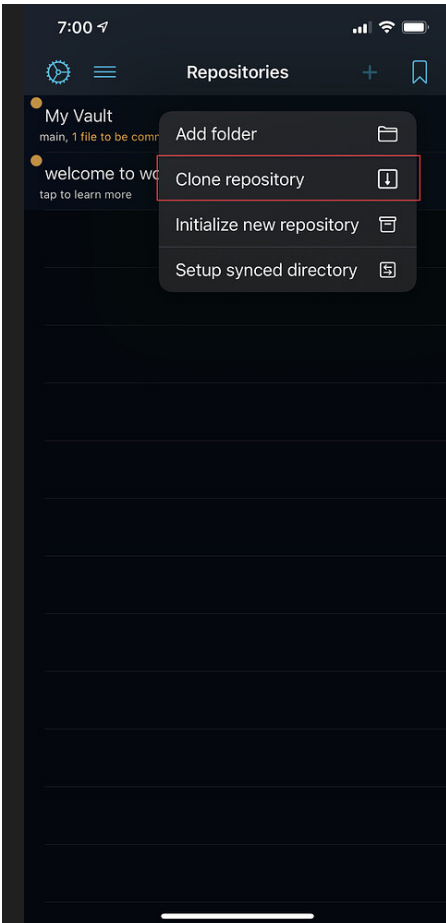 7:00
Repositories
My Vault
main, 1 file to be comm
Add folder
welcome to wo
Clone repository
tap to learn more
Initialize new repository
Setup synced directory